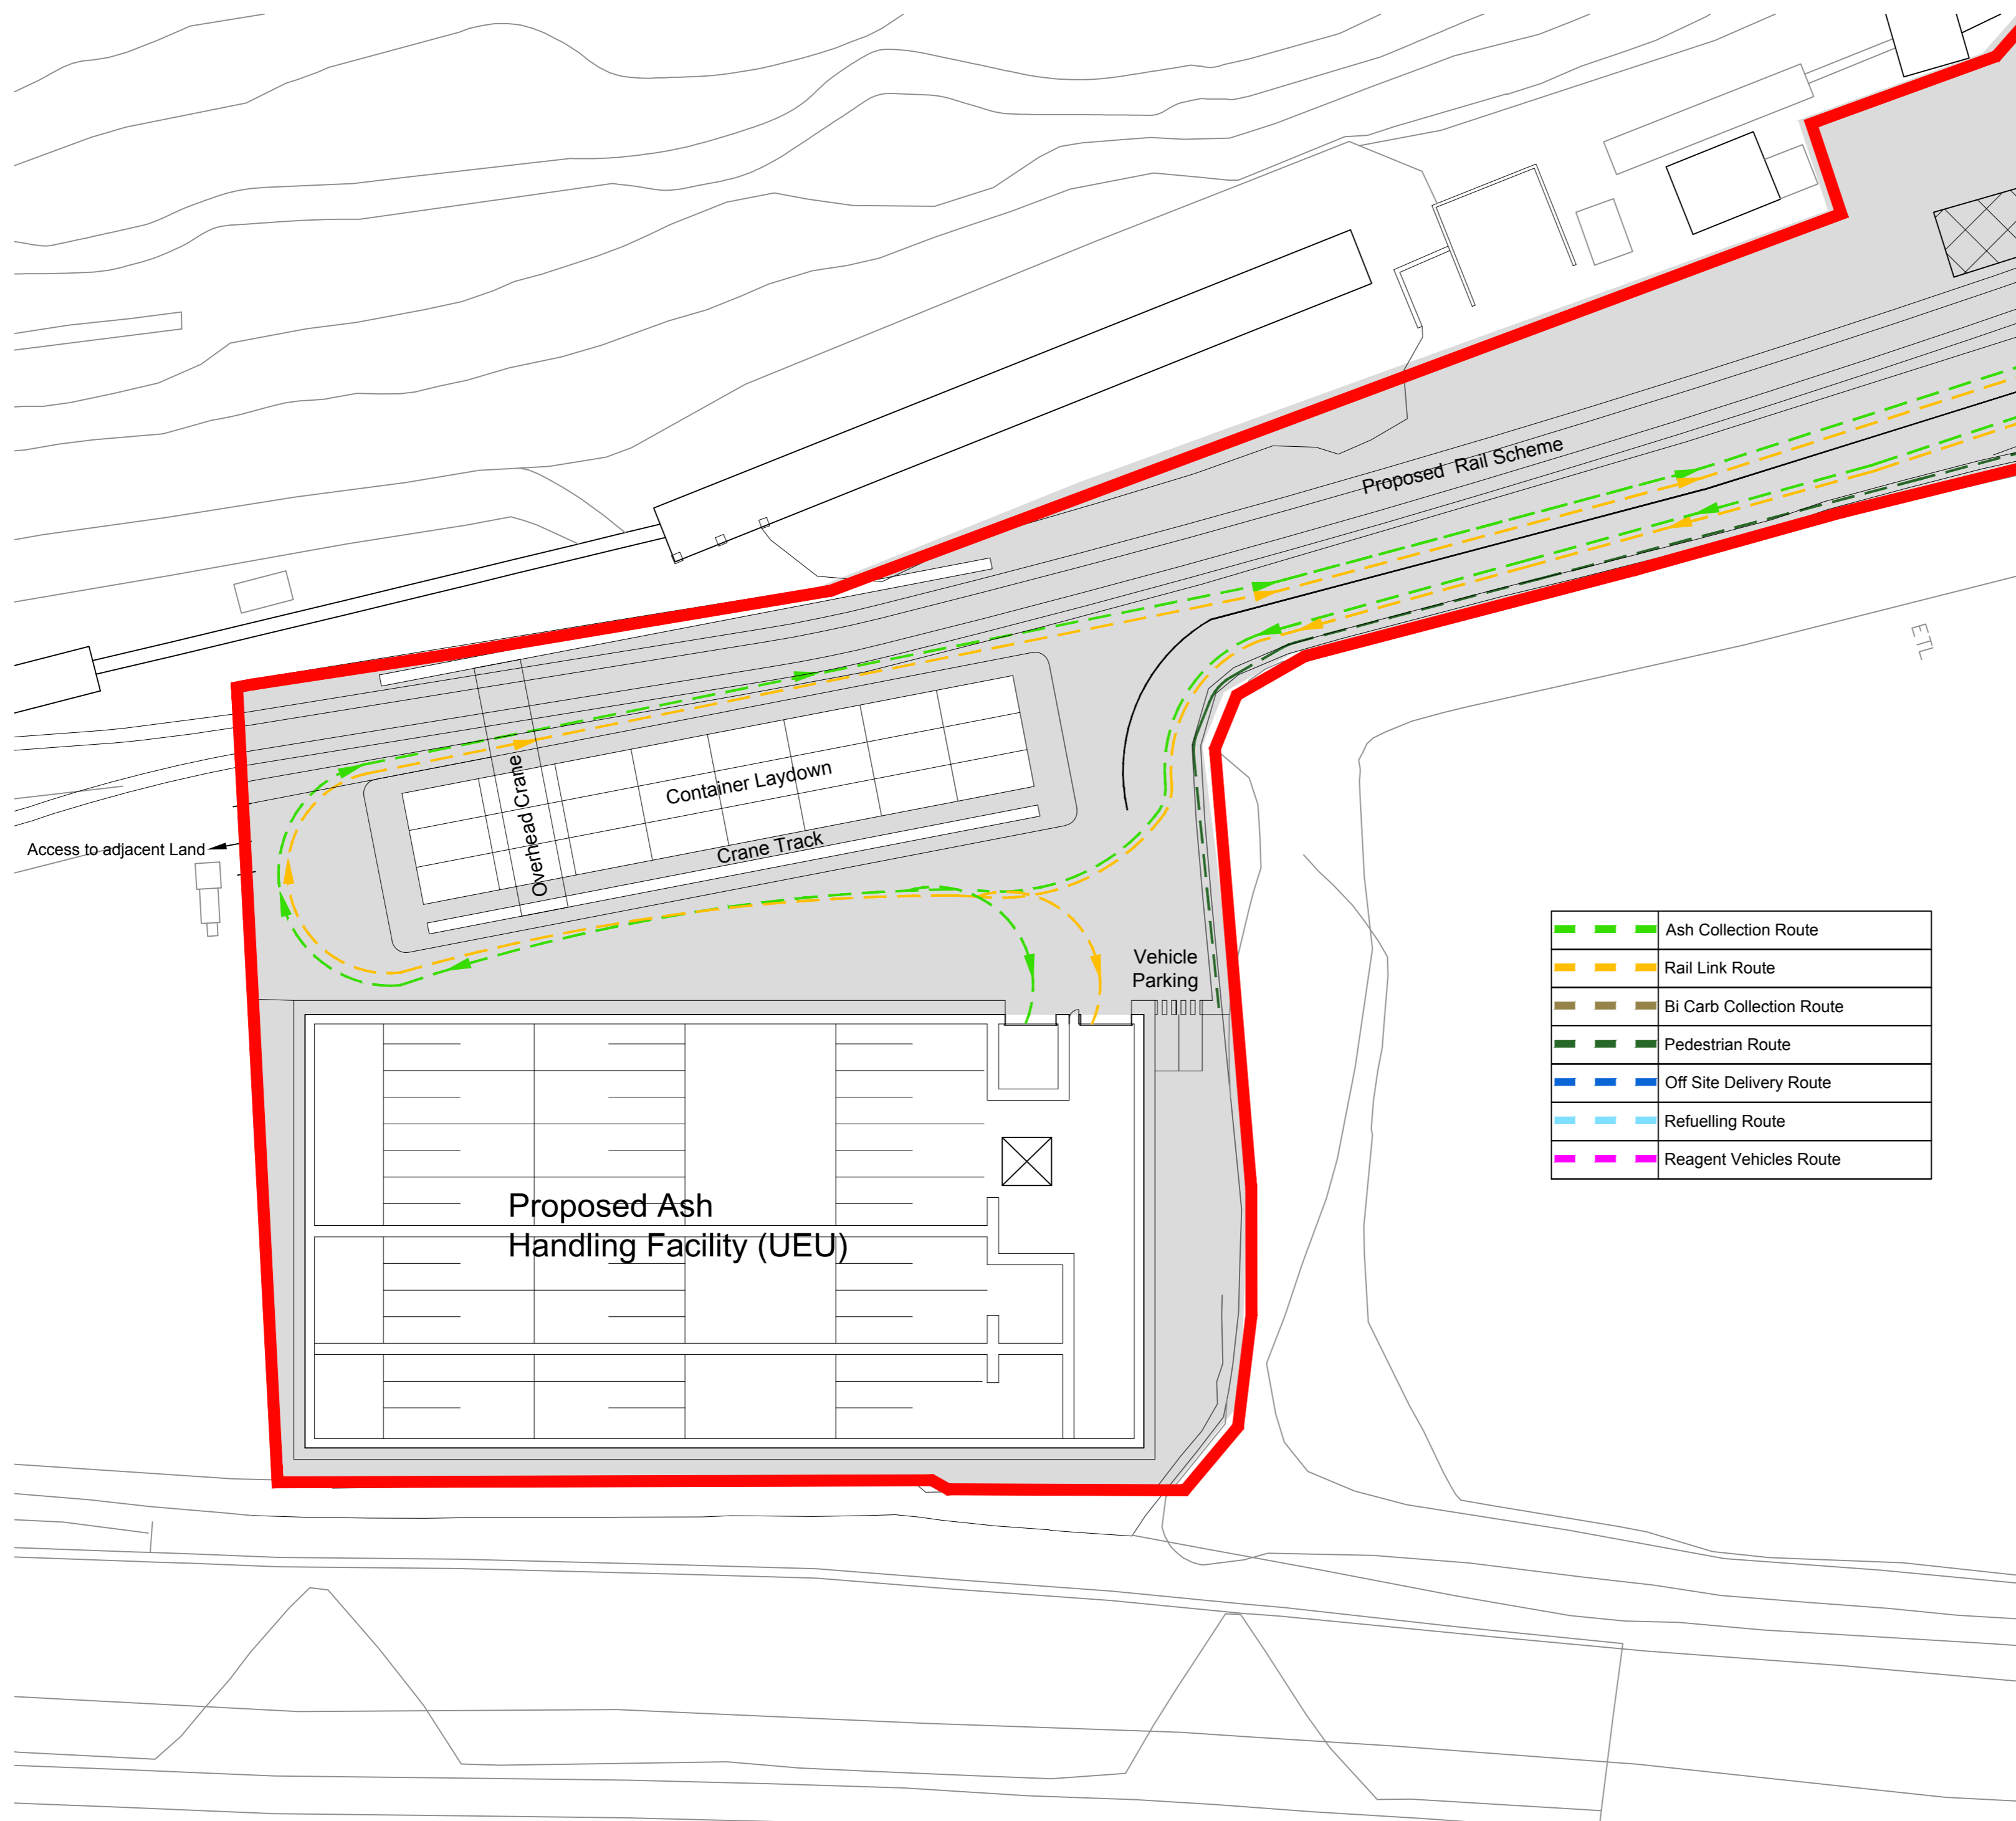 Proposed Rail Scheme
ETL
Overhead Crane
Container Laydown
Crane Track
Access to adjacent Land
Vehicle
Parking
Ash Collection Route
Rail Link Route
Bi Carb Collection Route
Pedestrian Route
Off Site Delivery Route
Refuelling Route
Reagent Vehicles Route
Proposed Ash
Handling Facility (UEU)